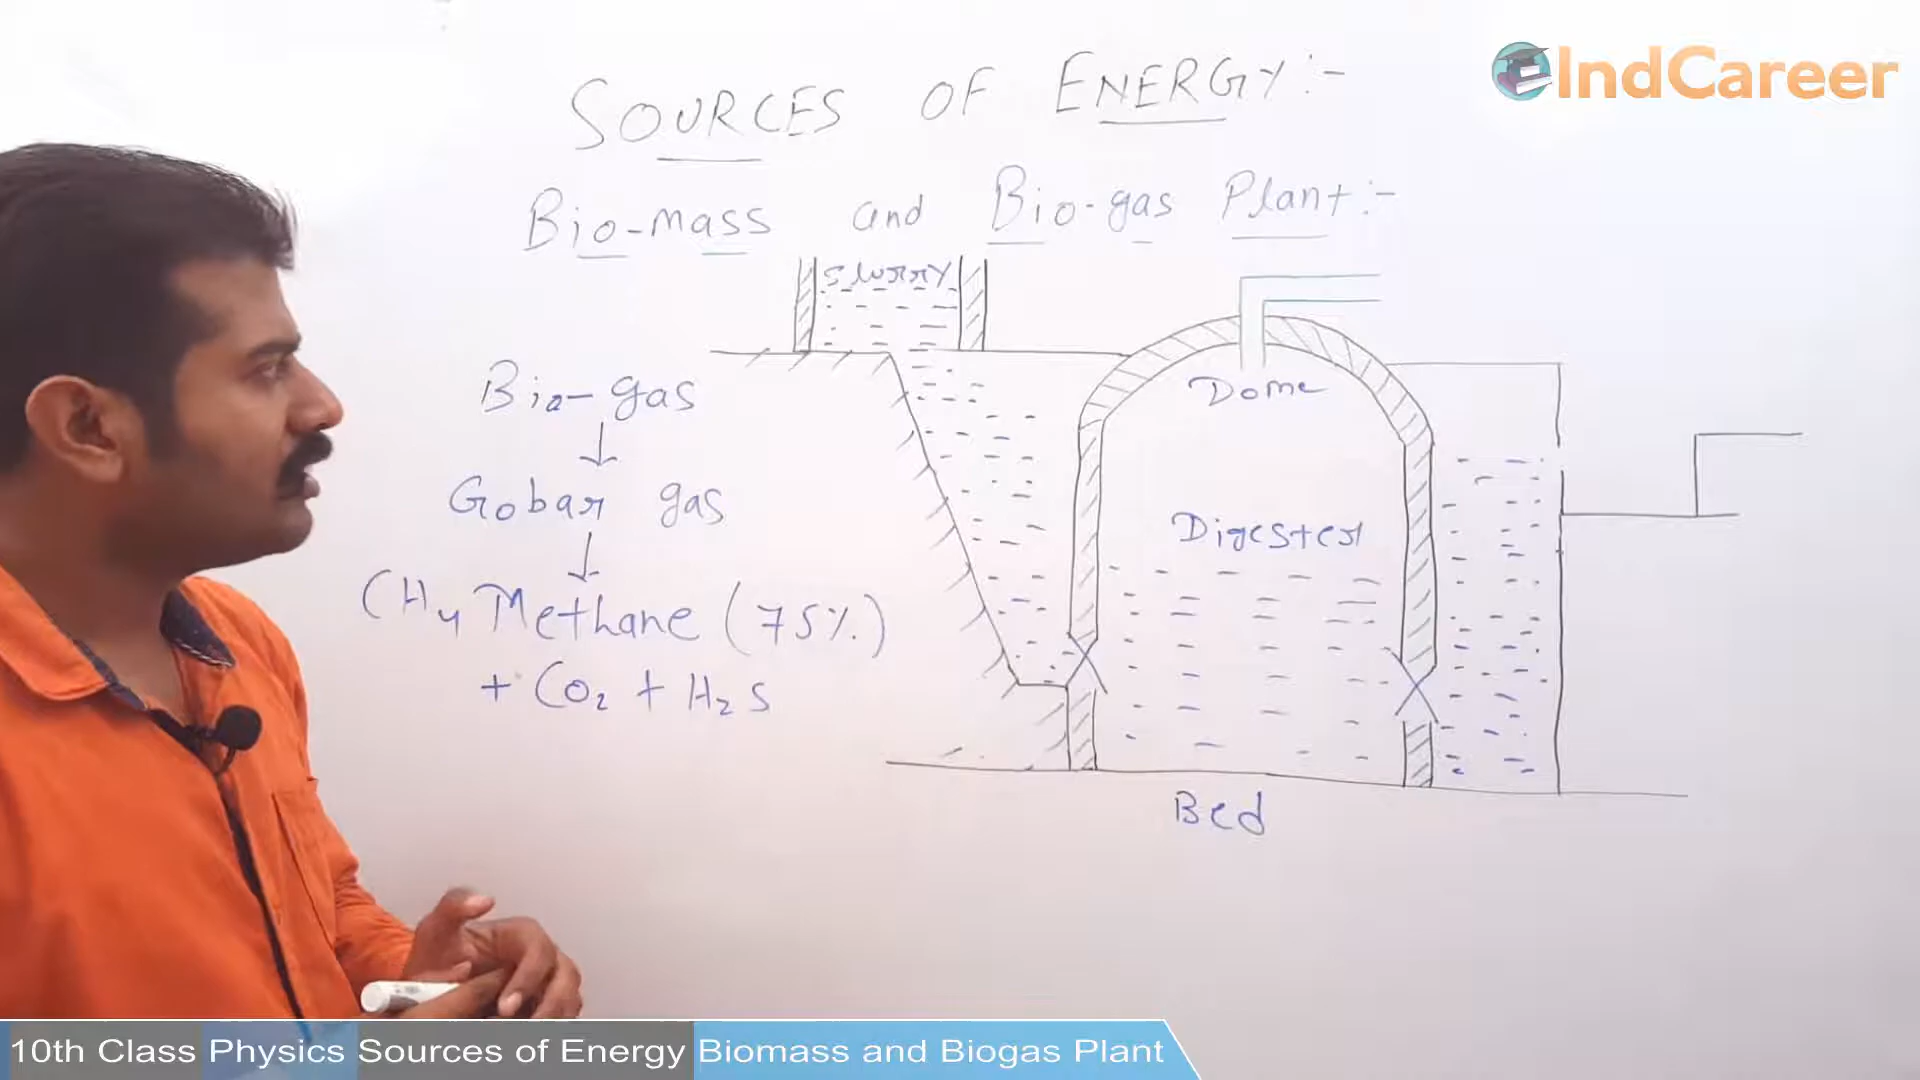 IndCareer
SOURCES OF ENERGY:-
Bio-mass and Bio-gas Plant:-
Slurry
Dome
Bio-gas
Gobar gas
CH4 Methane (75%)
+ CO2 + H2S
Digester
Bed
10th Class Physics Sources of Energy Biomass and Biogas Plant